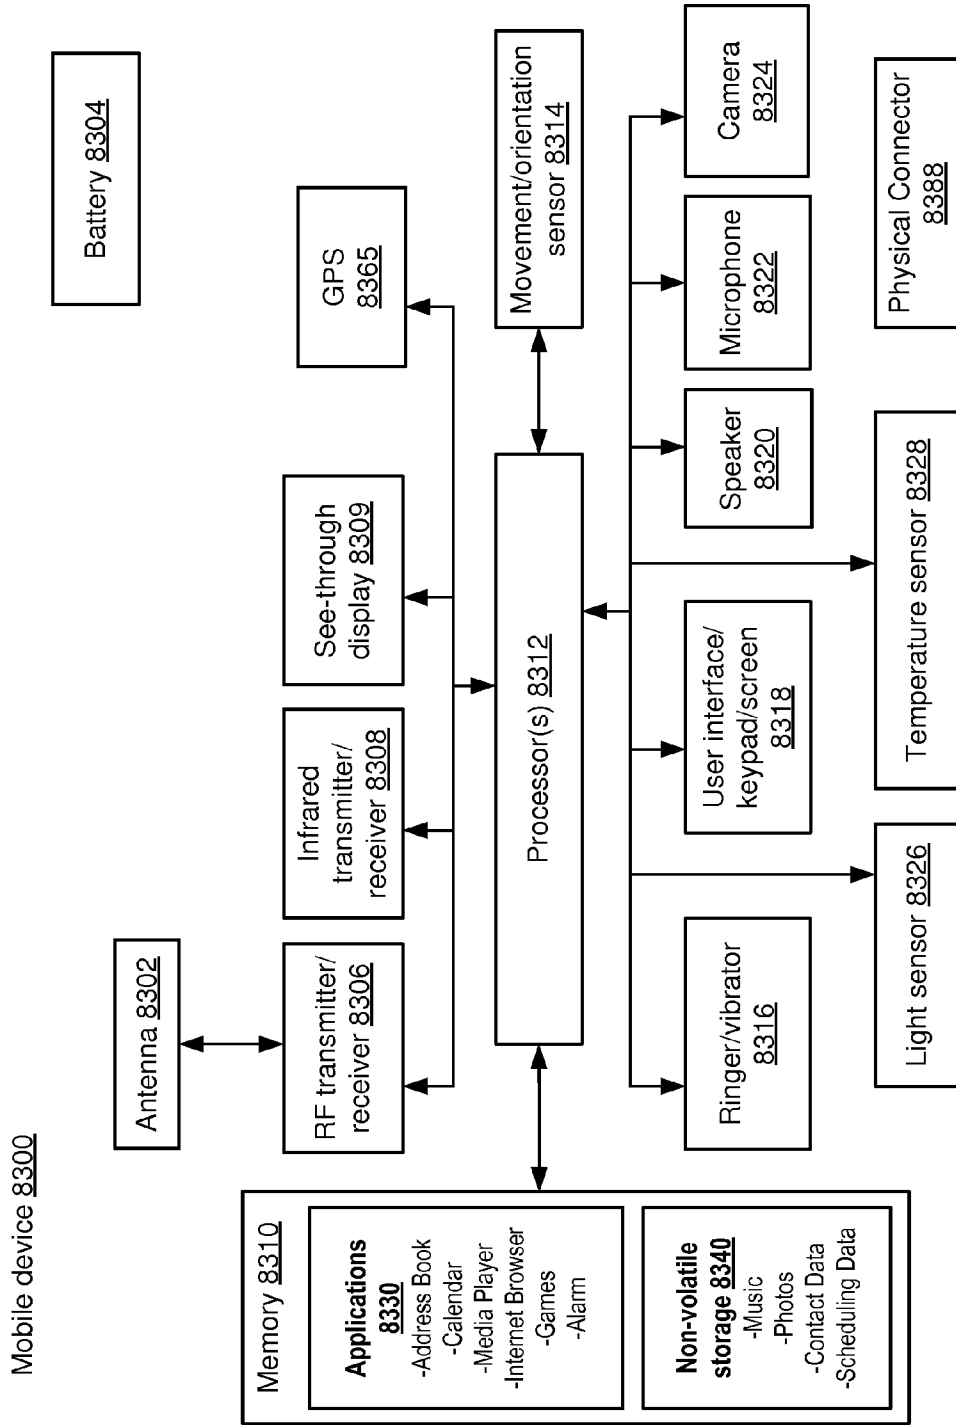 Mobile device 8300
Battery 8304
Antenna 8302
RF transmitter/
receiver 8306
Infrared
transmitter/
receiver 8308
See-through
display 8309
GPS
8365
Memory 8310
Applications
8330
-Address Book
-Calendar
-Media Player
-Internet Browser
-Games
-Alarm
Non-volatile
storage 8340
-Music
-Photos
-Contact Data
-Scheduling Data
Processor(s) 8312
Movement/orientation
sensor 8314
Ringer/vibrator
8316
User interface/
keypad/screen
8318
Speaker
8320
Microphone
8322
Camera
8324
Light sensor 8326
Temperature sensor 8328
Physical Connector
8388